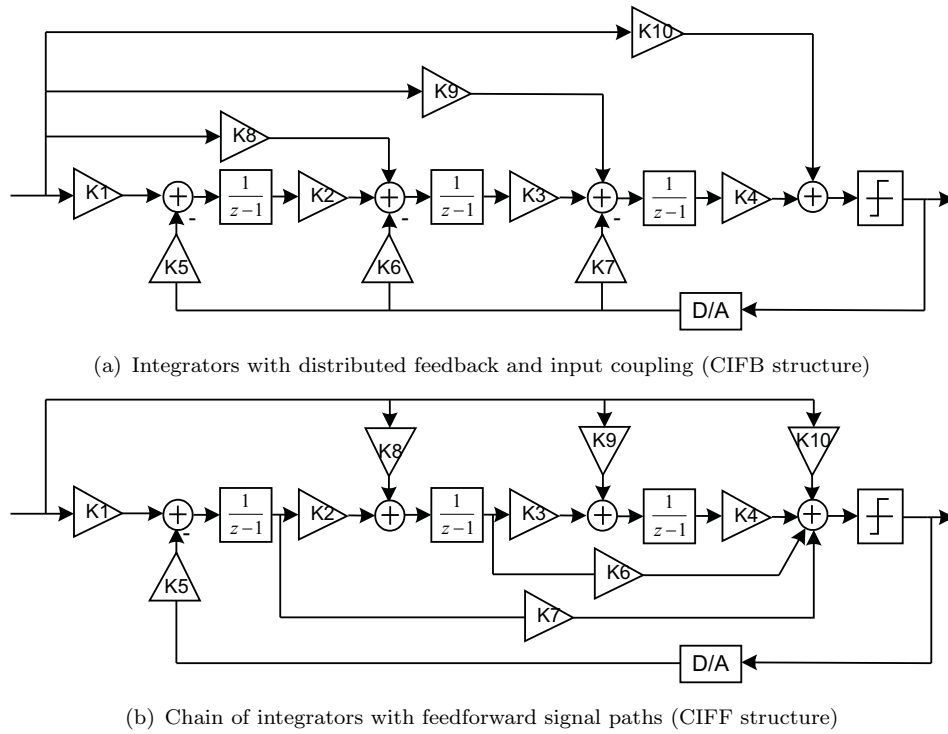 K10
K9
K8
K1 + 1/(z−1) K2 + 1/(z−1) K3 + 1/(z−1) K4 +
- - -
K5 K6 K7
D/A
(a) Integrators with distributed feedback and input coupling (CIFB structure)
K8 K9 K10
K1 + 1/(z−1) K2 + 1/(z−1) K3 + 1/(z−1) K4 +
-
K5 K6
K7
D/A
(b) Chain of integrators with feedforward signal paths (CIFF structure)